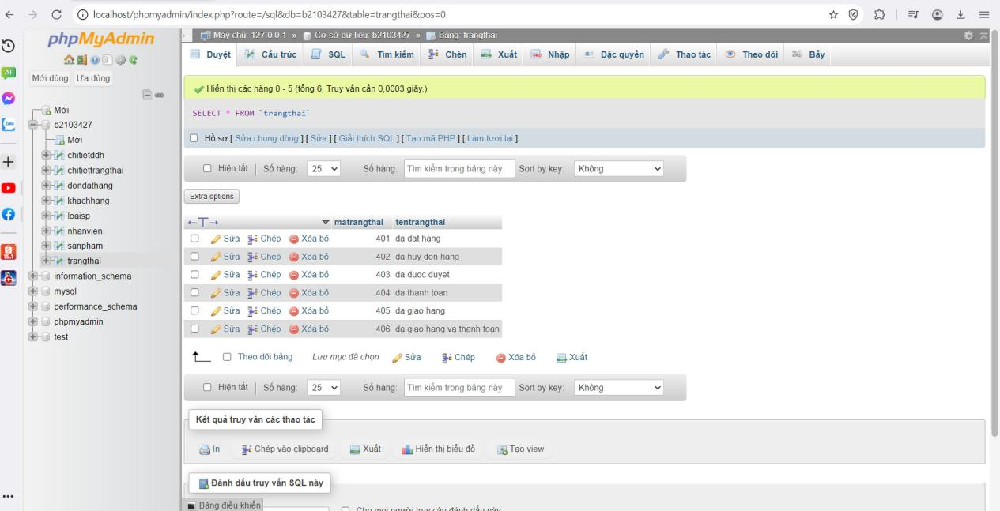 localhost/phpmyadmin/index.php?route=/sql&db=b2103427&table=trangthai&pos=0
phpMyAdmin
Mới dùng Ưa dùng
Mới
b2103427
Mới
chitietddh
chitiettrangthai
dondathang
khachhang
loaisp
nhanvien
sanpham
trangthai
information_schema
mysql
performance_schema
phpmyadmin
test
Máy chủ: 127.0.0.1 » Cơ sở dữ liệu: b2103427 » Bảng: trangthai
Duyệt Cấu trúc SQL Tìm kiếm Chèn Xuất Nhập Đặc quyền Thao tác Theo dõi Bẫy
Hiển thị các hàng 0 - 5 (tổng 6, Truy vấn cần 0,0003 giây.)
SELECT * FROM `trangthai`
Hồ sơ [ Sửa chung dòng ] [ Sửa ] [ Giải thích SQL ] [ Tạo mã PHP ] [ Làm tươi lại ]
Hiện tất | Số hàng: 25 Số hàng: Tìm kiếm trong bảng này Sort by key: Không
Extra options
←T→ matrangthai tentrangthai
Sửa Chép Xóa bỏ 401 da dat hang
Sửa Chép Xóa bỏ 402 da huy don hang
Sửa Chép Xóa bỏ 403 da duoc duyet
Sửa Chép Xóa bỏ 404 da thanh toan
Sửa Chép Xóa bỏ 405 da giao hang
Sửa Chép Xóa bỏ 406 da giao hang va thanh toan
Theo dõi bảng Lưu mục đã chọn Sửa Chép Xóa bỏ Xuất
Hiện tất | Số hàng: 25 Số hàng: Tìm kiếm trong bảng này Sort by key: Không
Kết quả truy vấn các thao tác
In Chép vào clipboard Xuất Hiển thị biểu đồ Tạo view
Đánh dấu truy vấn SQL này
Bảng điều khiển
Cho mọi người truy cập đánh dấu này
AI
Zalo
15.1